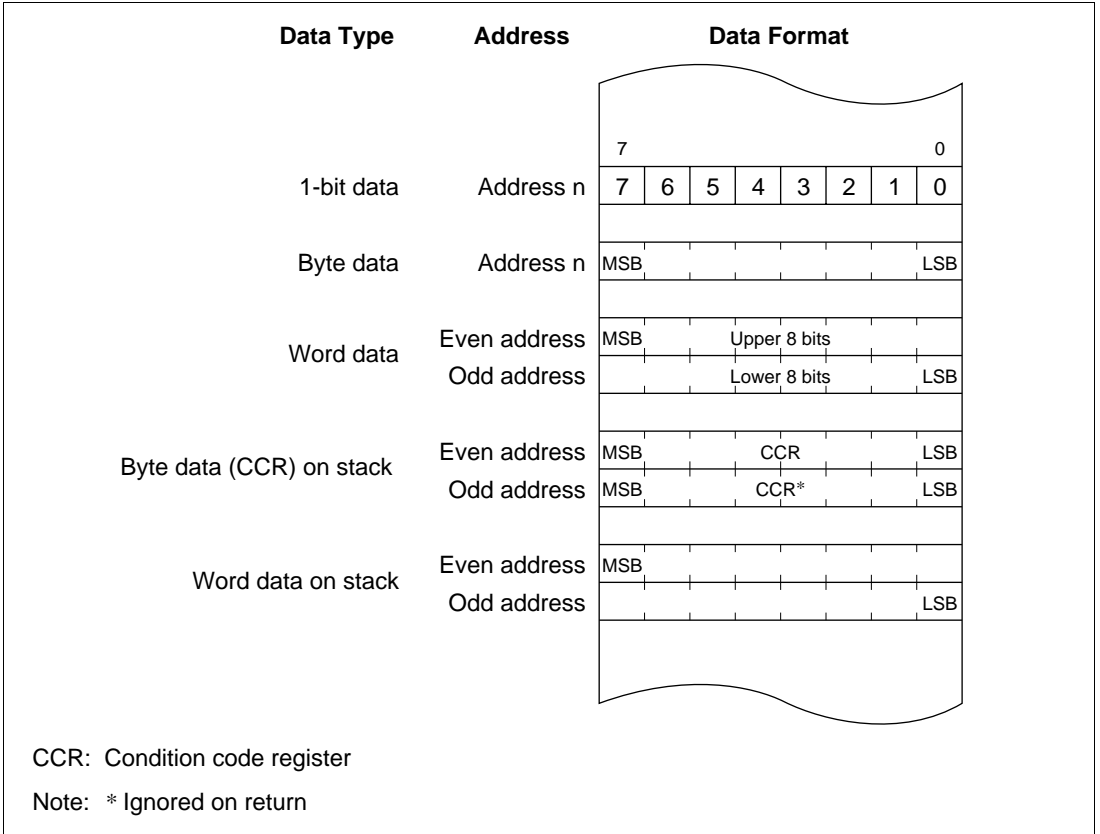 Data Type Address Data Format
7 0
1-bit data Address n 7 6 5 4 3 2 1 0
Byte data Address n MSB LSB
Word data
Even address MSB Upper 8 bits
Odd address Lower 8 bits LSB
Byte data (CCR) on stack
Even address MSB CCR LSB
Odd address MSB CCR* LSB
Word data on stack
Even address MSB
Odd address LSB
CCR: Condition code register
Note: * Ignored on return